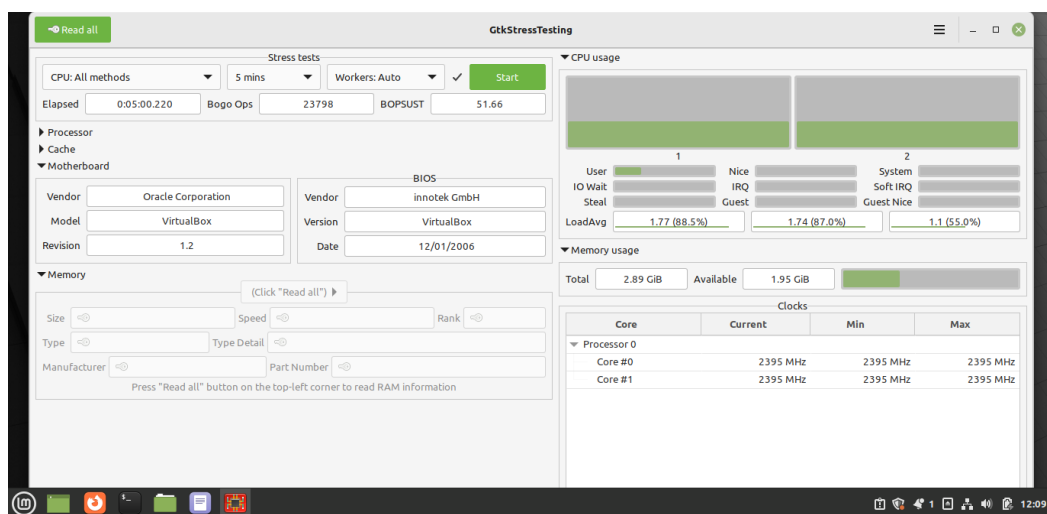 Read all
GtkStressTesting
Stress tests
CPU: All methods
5 mins
Workers: Auto
Start
Elapsed 0:05:00.220 Bogo Ops 23798 BOPSUST 51.66
Processor
Cache
Motherboard
Vendor Oracle Corporation
Model VirtualBox
Revision 1.2
BIOS
Vendor innotek GmbH
Version VirtualBox
Date 12/01/2006
Memory
(Click "Read all")
Size Speed Rank
Type Type Detail
Manufacturer Part Number
Press "Read all" button on the top-left corner to read RAM information
CPU usage
1 2
User Nice System
IO Wait IRQ Soft IRQ
Steal Guest Guest Nice
LoadAvg 1.77 (88.5%) 1.74 (87.0%) 1.1 (55.0%)
Memory usage
Total 2.89 GiB Available 1.95 GiB
Clocks
Core Current Min Max
Processor 0
Core #0 2395 MHz 2395 MHz 2395 MHz
Core #1 2395 MHz 2395 MHz 2395 MHz
1 12:09